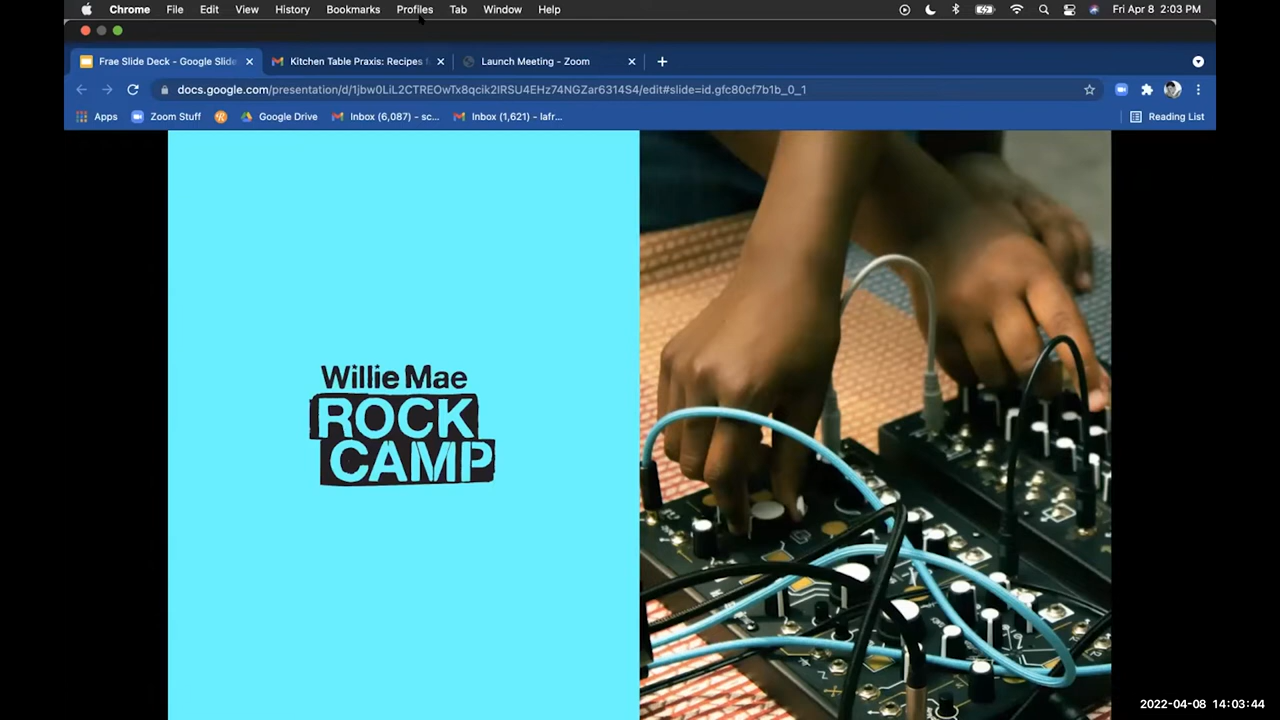 Chrome File Edit View History Bookmarks Profiles Tab Window Help Fri Apr 8 2:03 PM
Frae Slide Deck - Google Slide Kitchen Table Praxis: Recipes Launch Meeting - Zoom
docs.google.com/presentation/d/1jbw0LiL2CTREOwTx8qcik2IRSU4EHz74NGZar6314S4/edit#slide=id.gfc80cf7b1b_0_1
Apps Zoom Stuff Google Drive Inbox (6,087) - sc... Inbox (1,621) - lafr... Reading List
Willie Mae
ROCK
CAMP
2022-04-08 14:03:44